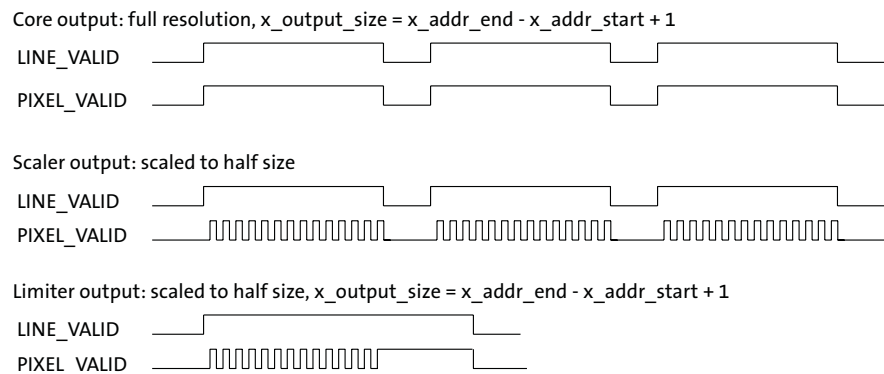 Core output: full resolution, x_output_size = x_addr_end - x_addr_start + 1
LINE_VALID
PIXEL_VALID
Scaler output: scaled to half size
LINE_VALID
PIXEL_VALID
Limiter output: scaled to half size, x_output_size = x_addr_end - x_addr_start + 1
LINE_VALID
PIXEL_VALID